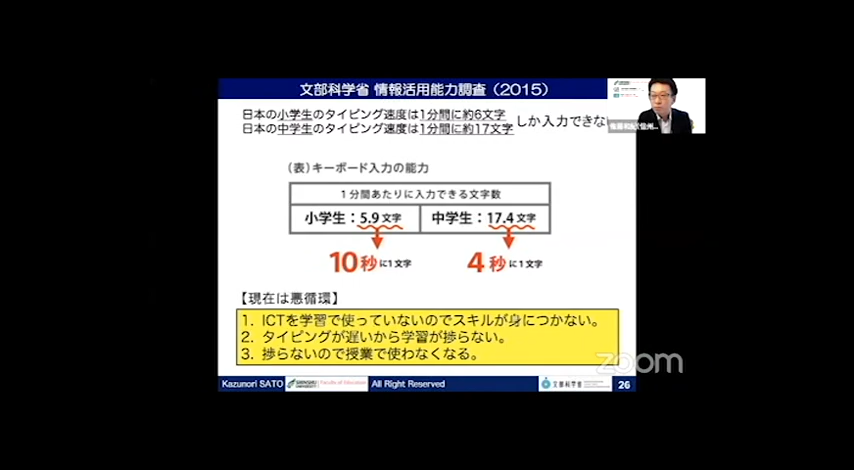 文部科学省 情報活用能力調査（2015）
日本の小学生のタイピング速度は1分間に約6文字
日本の中学生のタイピング速度は1分間に約17文字
しか入力できな
（表）キーボード入力の能力
1分間あたりに入力できる文字数
小学生：5.9文字
中学生：17.4文字
10秒に1文字
4秒に1文字
【現在は悪循環】
1. ICTを学習で使っていないのでスキルが身につかない。
2. タイピングが遅いから学習が捗らない。
3. 捗らないので授業で使わなくなる。
zoom
Kazunori SATO
SHINSHU UNIVERSITY
Faculty of Education
All Right Reserved
文部科学省
26